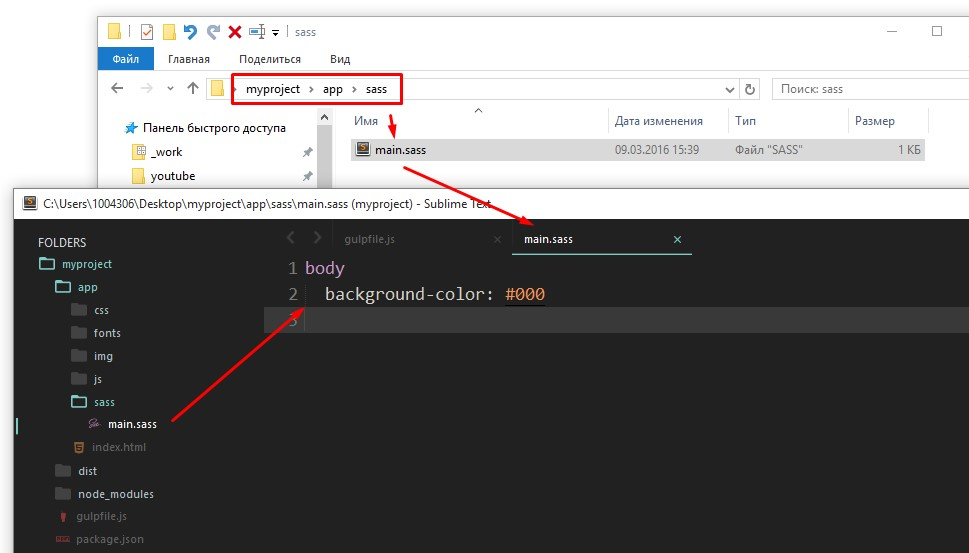 sass
Файл Главная Поделиться Вид
myproject app sass
Поиск: sass
Имя Дата изменения Тип Размер
Панель быстрого доступа
main.sass 09.03.2016 15:39 Файл "SASS" 1 КБ
_work
youtube
C:\Users\1004306\Desktop\myproject\app\sass\main.sass (myproject) - Sublime Text
FOLDERS
gulpfile.js main.sass
myproject
app
css
fonts
img
js
sass
main.sass
index.html
dist
node_modules
gulpfile.js
package.json
1 body
2 background-color: #000
3